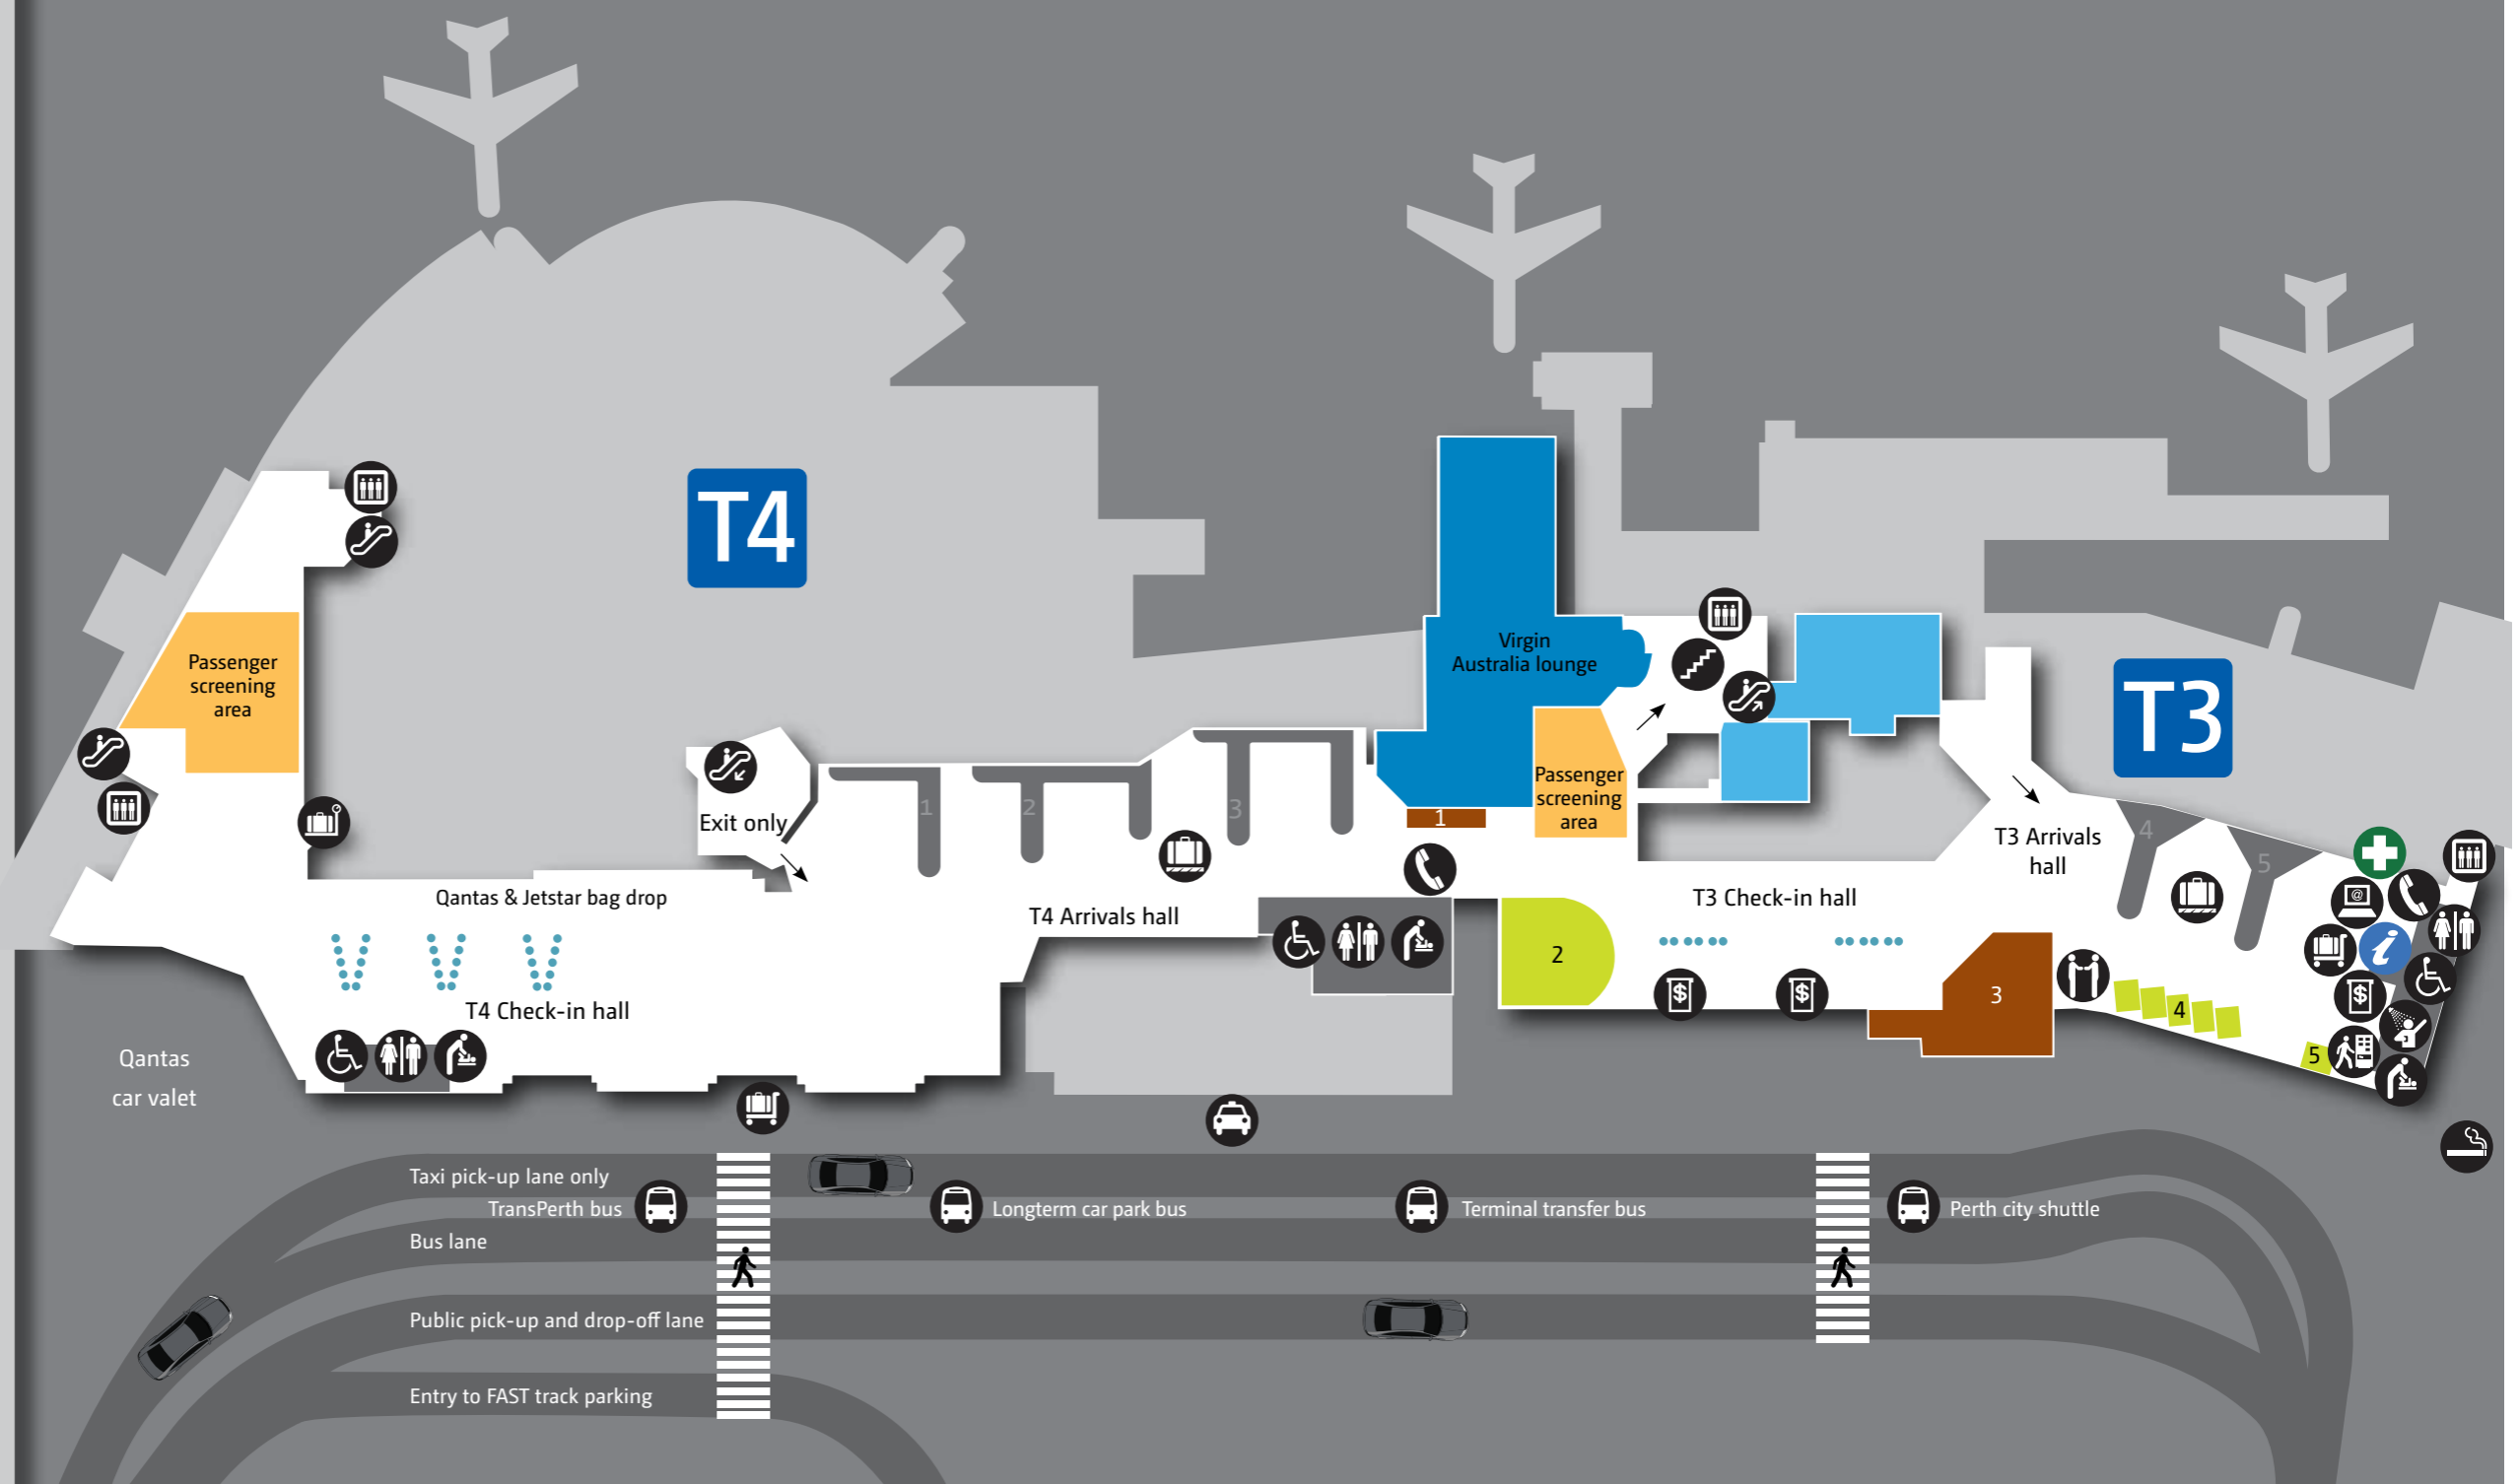 T4
Virgin
Australia lounge
Passenger
screening
area
T3
Exit only
1
2
3
1
Passenger
screening
area
T3 Arrivals
hall
4
5
Qantas & Jetstar bag drop
T4 Arrivals hall
T3 Check-in hall
@
i
2
$
$
3
$
4
T4 Check-in hall
5
Qantas
car valet
Taxi pick-up lane only
TransPerth bus
Longterm car park bus
Terminal transfer bus
Perth city shuttle
Bus lane
Public pick-up and drop-off lane
Entry to FAST track parking